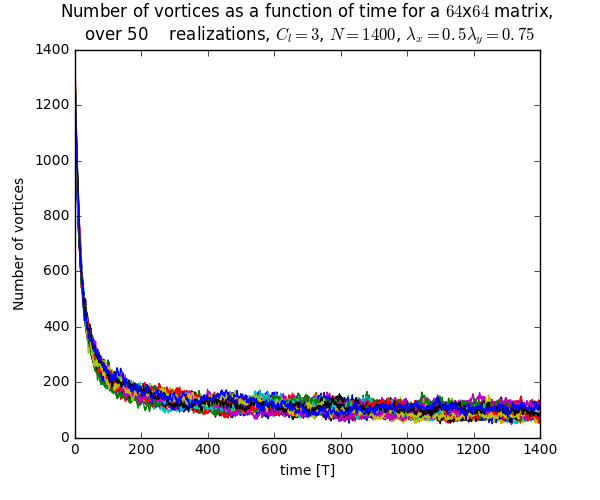 Number of vortices as a function of time for a 64x64 matrix,
over 50    realizations, C_l = 3, N = 1400, λ_x = 0.5λ_y = 0.75
1400
1200
1000
800
600
400
200
0
Number of vortices
0 200 400 600 800 1000 1200 1400
time [T]